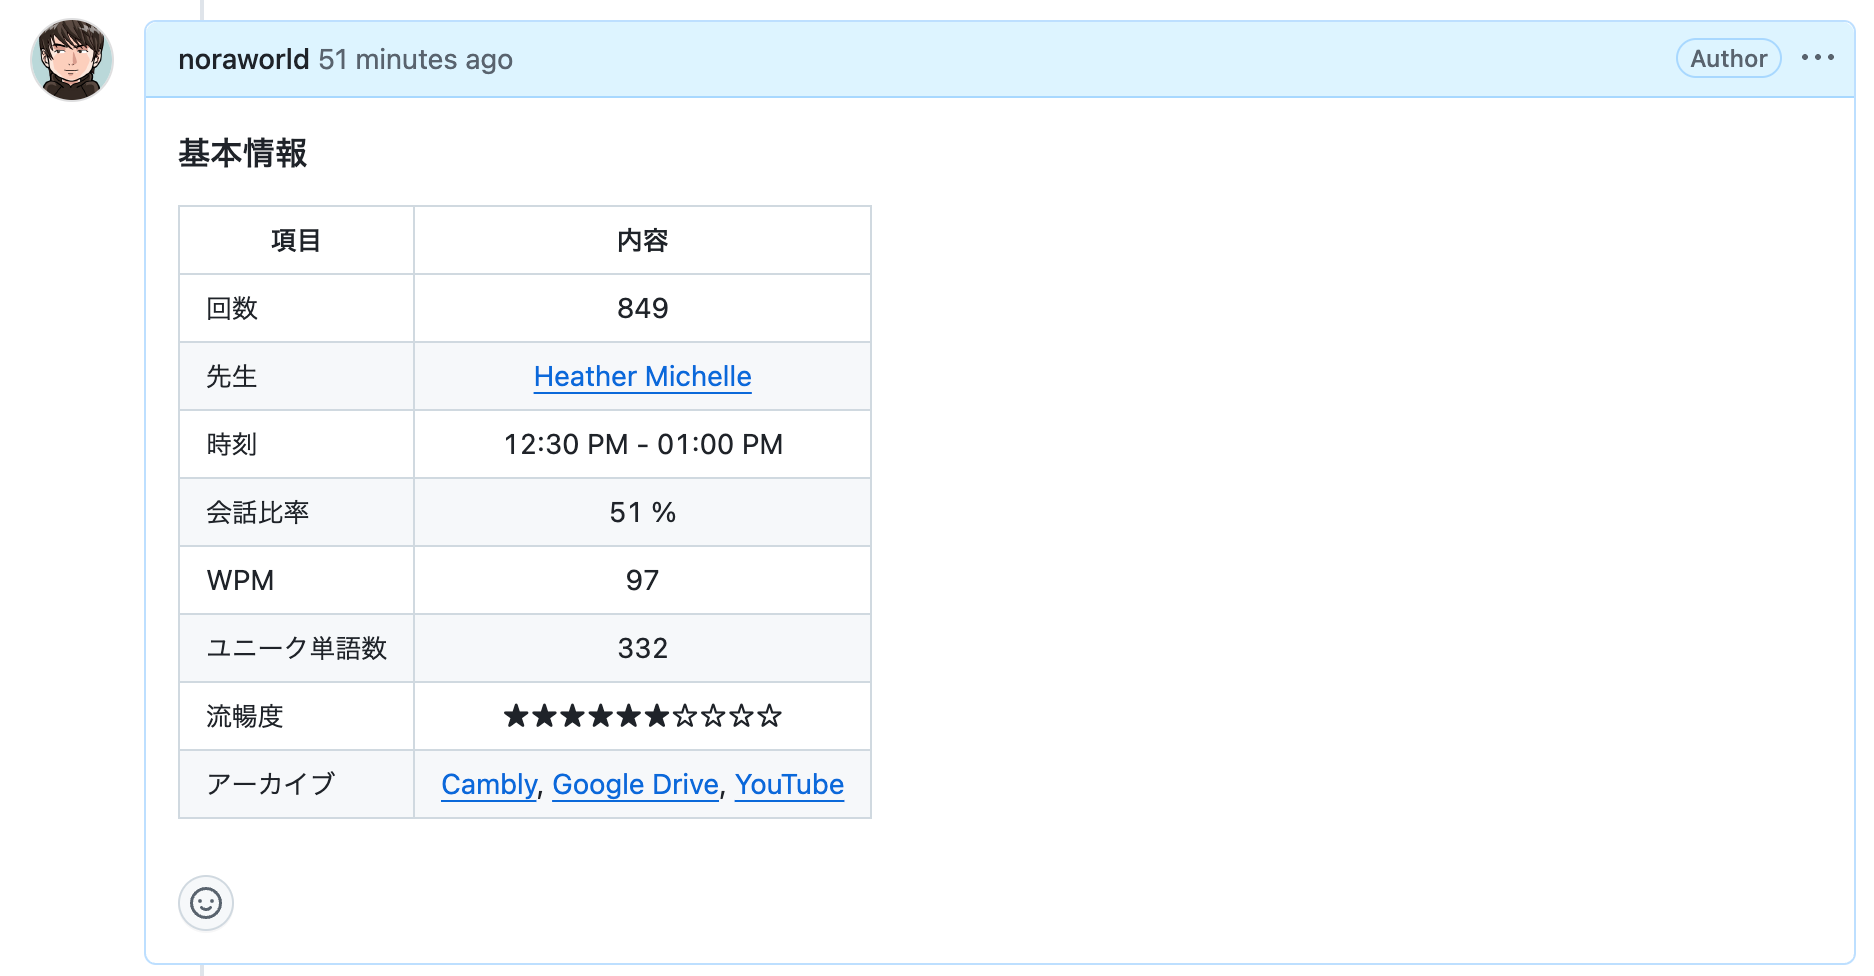 noraworld 51 minutes ago Author
基本情報
項目 内容
回数 849
先生 Heather Michelle
時刻 12:30 PM - 01:00 PM
会話比率 51 %
WPM 97
ユニーク単語数 332
流暢度 ★★★★★★☆☆☆☆
アーカイブ Cambly, Google Drive, YouTube